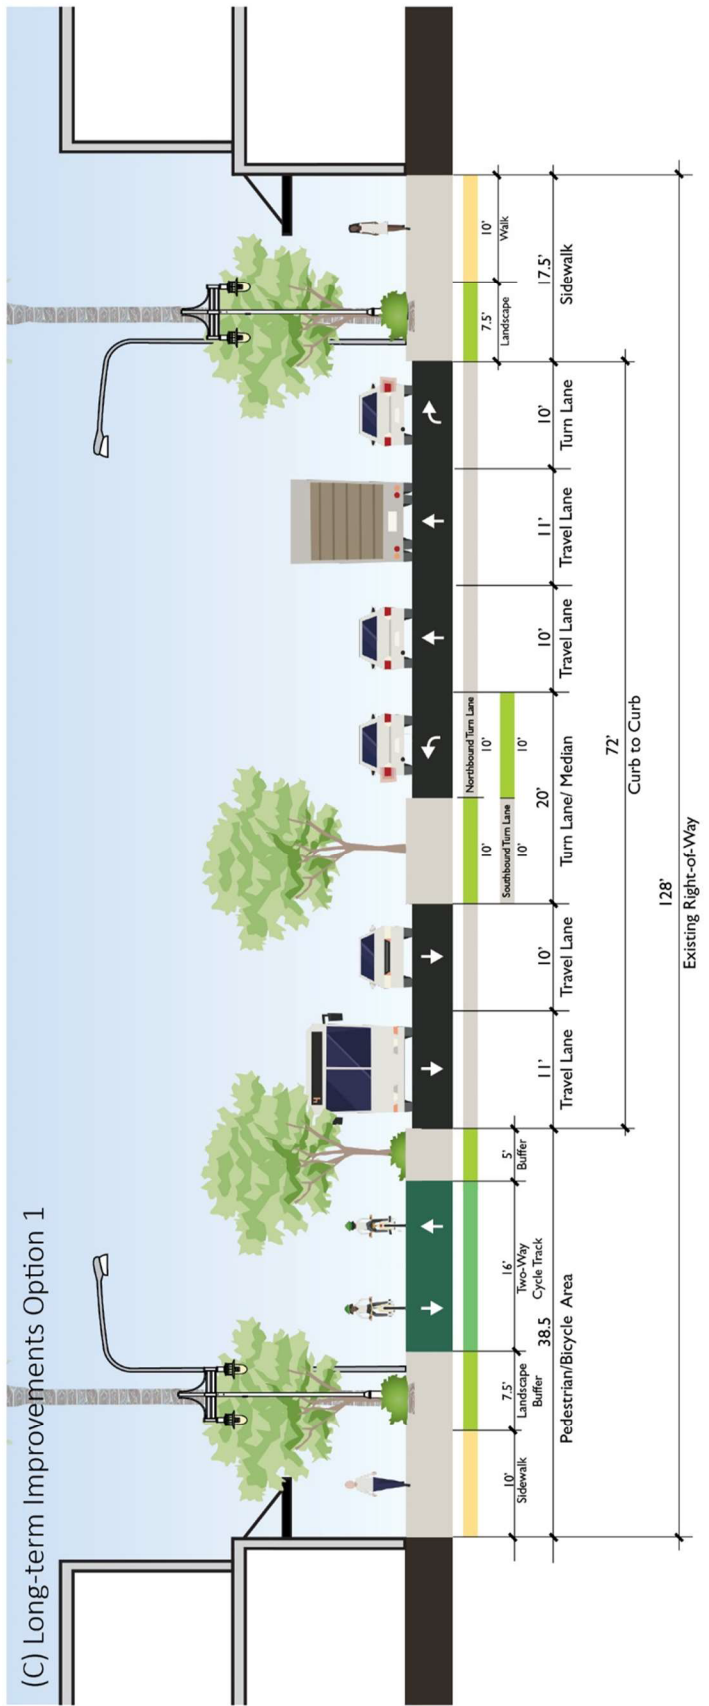 (C) Long-term Improvements Option 1
h
10'
Sidewalk
7.5'
Landscape
Buffer
16'
Two-Way
Cycle Track
5'
Buffer
38.5
Pedestrian/Bicycle Area
11'
Travel Lane
10'
Travel Lane
10'
Northbound Turn Lane
10'
Southbound Turn Lane
10'
10'
20'
Turn Lane/ Median
10'
Travel Lane
11'
Travel Lane
10'
Turn Lane
7.5'
Landscape
10'
Walk
17.5'
Sidewalk
72'
Curb to Curb
128'
Existing Right-of-Way